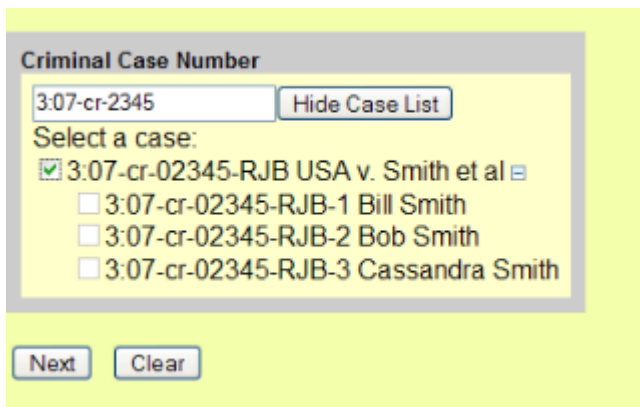 Criminal Case Number
3:07-cr-2345 Hide Case List
Select a case:
3:07-cr-02345-RJB USA v. Smith et al
3:07-cr-02345-RJB-1 Bill Smith
3:07-cr-02345-RJB-2 Bob Smith
3:07-cr-02345-RJB-3 Cassandra Smith
Next Clear